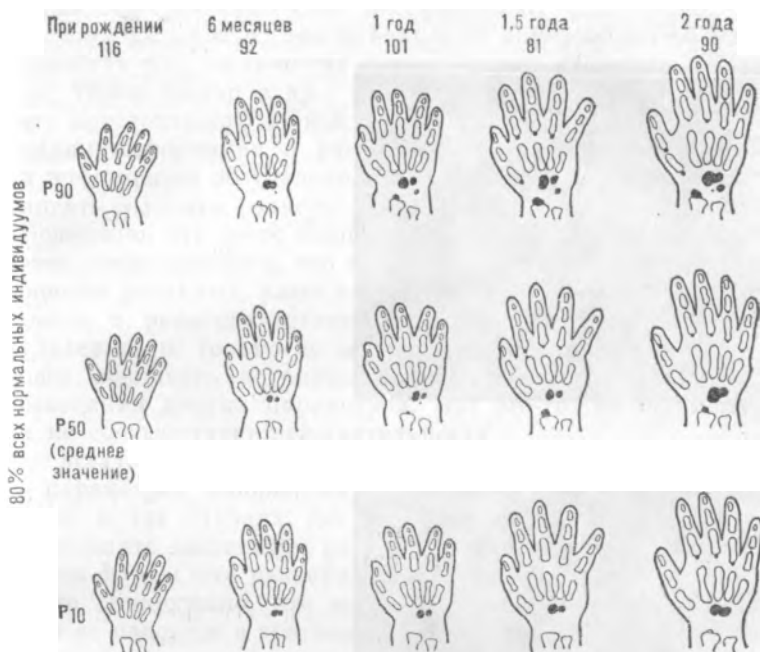 При рождении 6 месяцев 1 год 1,5 года 2 года
116 92 101 81 90
80% всех нормальных индивидуумов
P90
P50
(среднее
значение)
P10